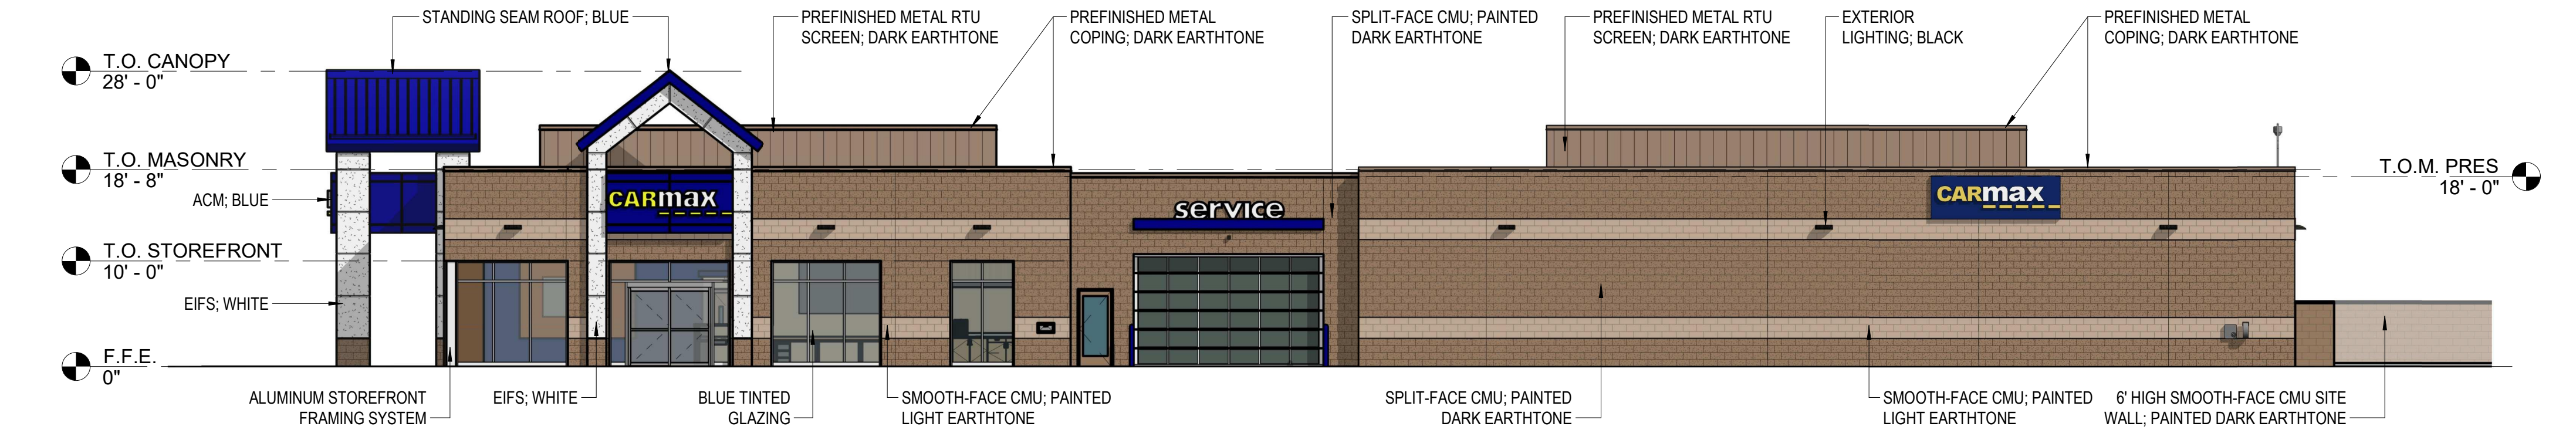 STANDING SEAM ROOF; BLUE
PREFINISHED METAL RTU
SCREEN; DARK EARTHTONE
PREFINISHED METAL
COPING; DARK EARTHTONE
SPLIT-FACE CMU; PAINTED
DARK EARTHTONE
PREFINISHED METAL RTU
SCREEN; DARK EARTHTONE
EXTERIOR
LIGHTING; BLACK
PREFINISHED METAL
COPING; DARK EARTHTONE
T.O. CANOPY
28' - 0"
T.O. MASONRY
18' - 8"
T.O.M. PRES
18' - 0"
ACM; BLUE
CARmax
service
CARmax
T.O. STOREFRONT
10' - 0"
EIFS; WHITE
F.F.E.
0"
ALUMINUM STOREFRONT
FRAMING SYSTEM
EIFS; WHITE
BLUE TINTED
GLAZING
SMOOTH-FACE CMU; PAINTED
LIGHT EARTHTONE
SPLIT-FACE CMU; PAINTED
DARK EARTHTONE
SMOOTH-FACE CMU; PAINTED
LIGHT EARTHTONE
6' HIGH SMOOTH-FACE CMU SITE
WALL; PAINTED DARK EARTHTONE